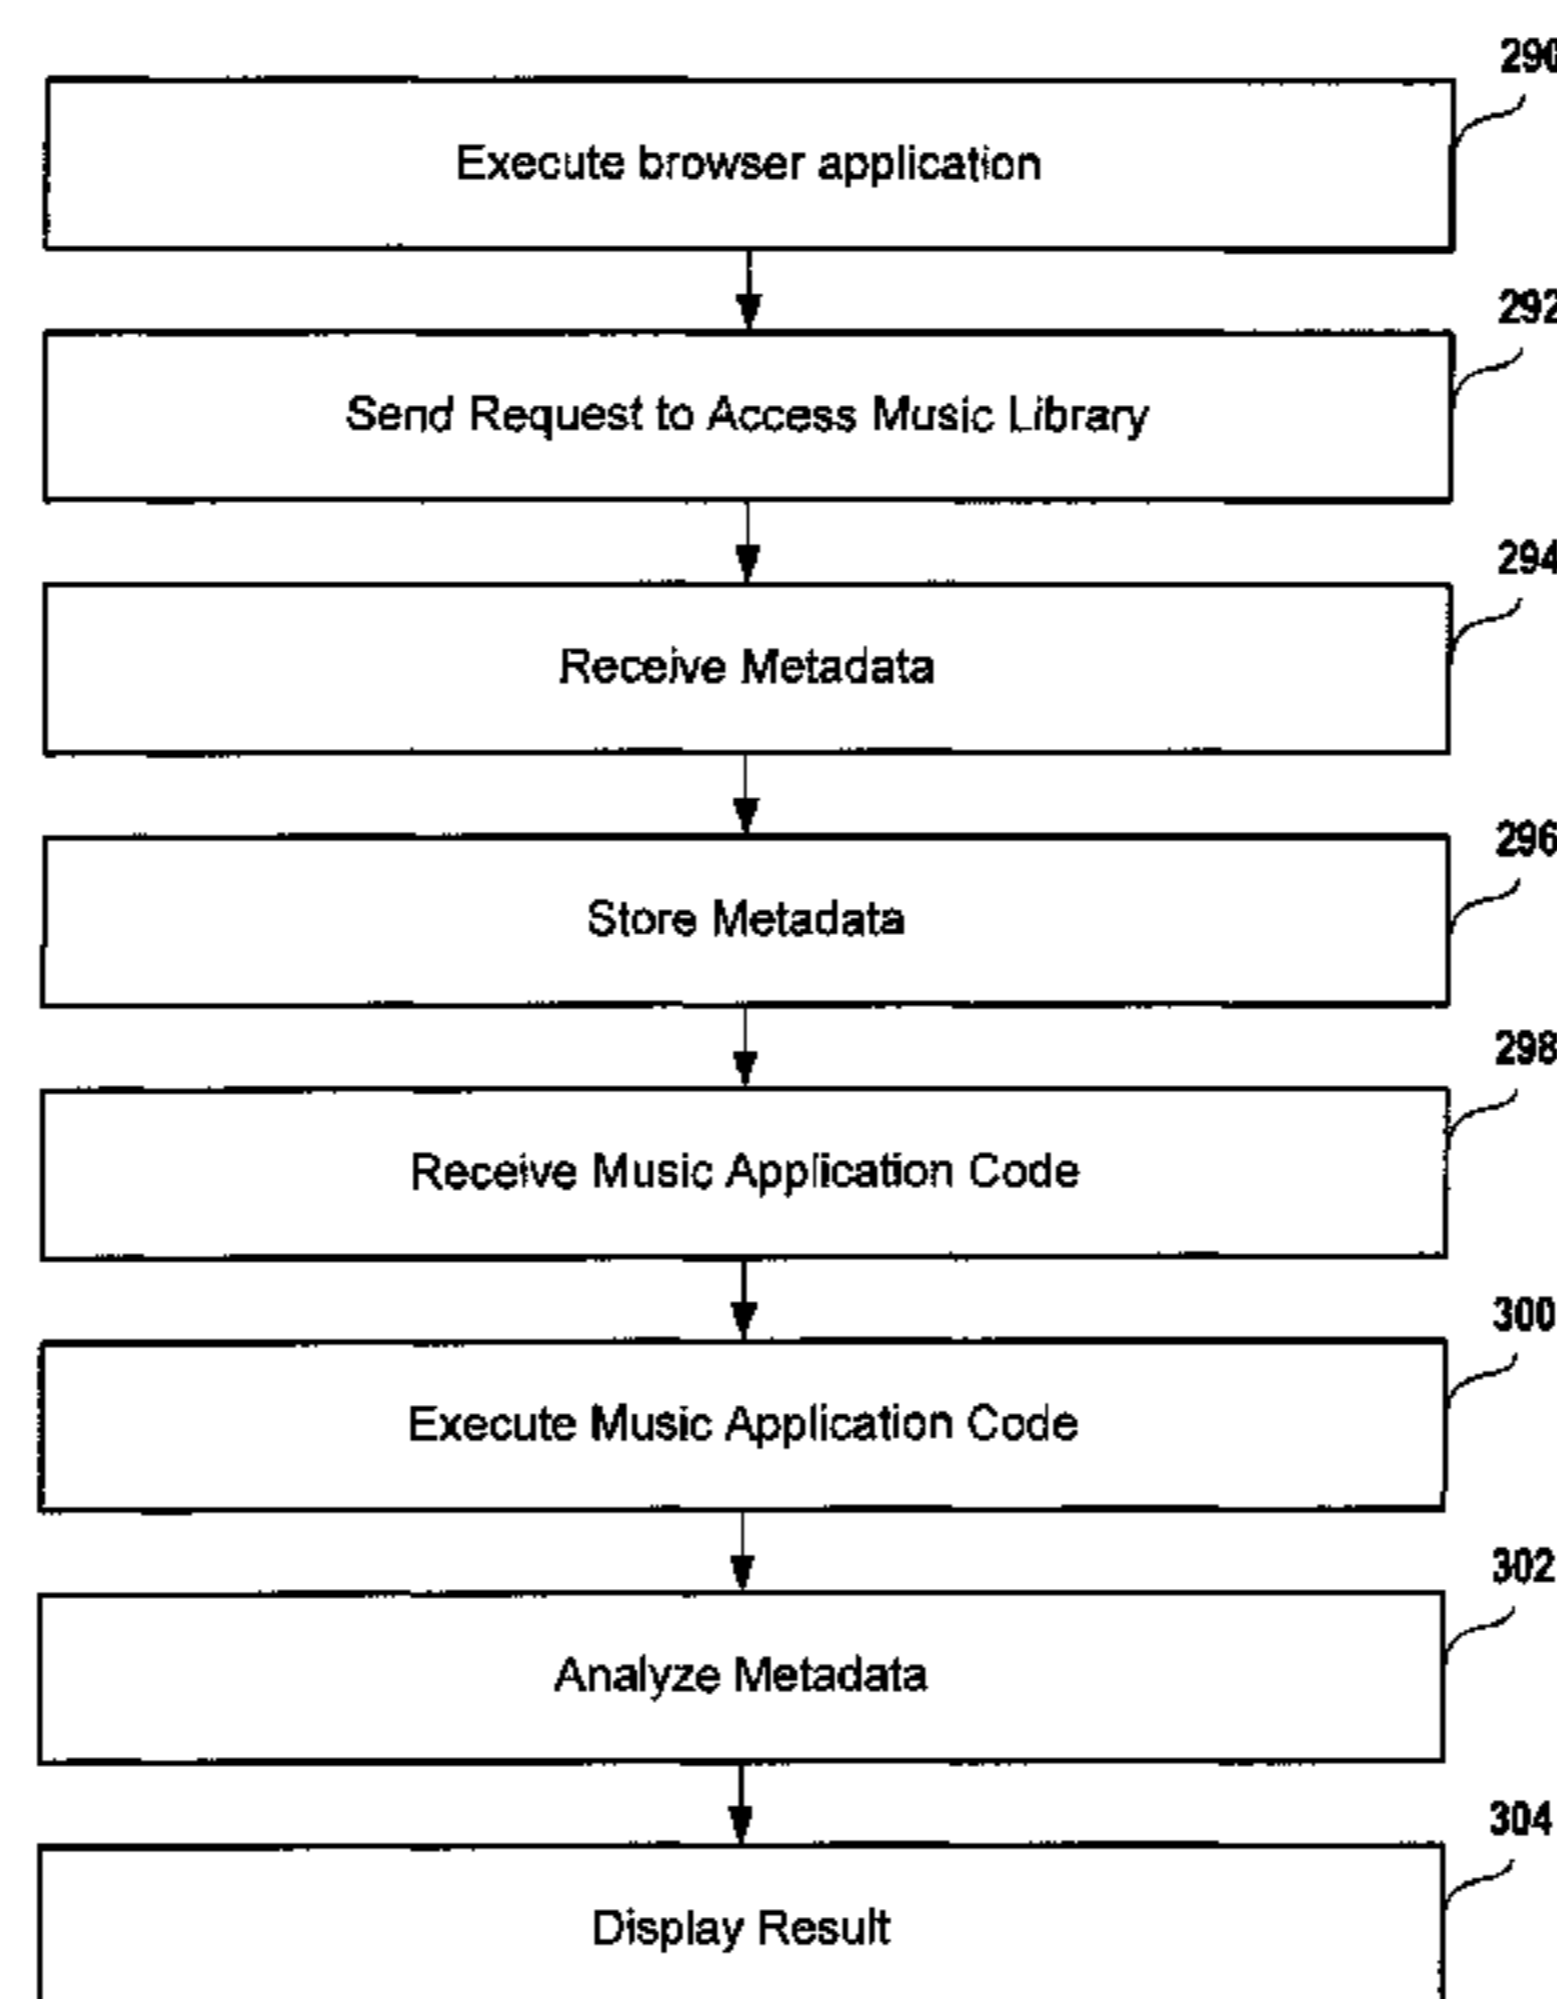 290
Execute browser application
292
Send Request to Access Music Library
294
Receive Metadata
296
Store Metadata
298
Receive Music Application Code
300
Execute Music Application Code
302
Analyze Metadata
304
Display Result